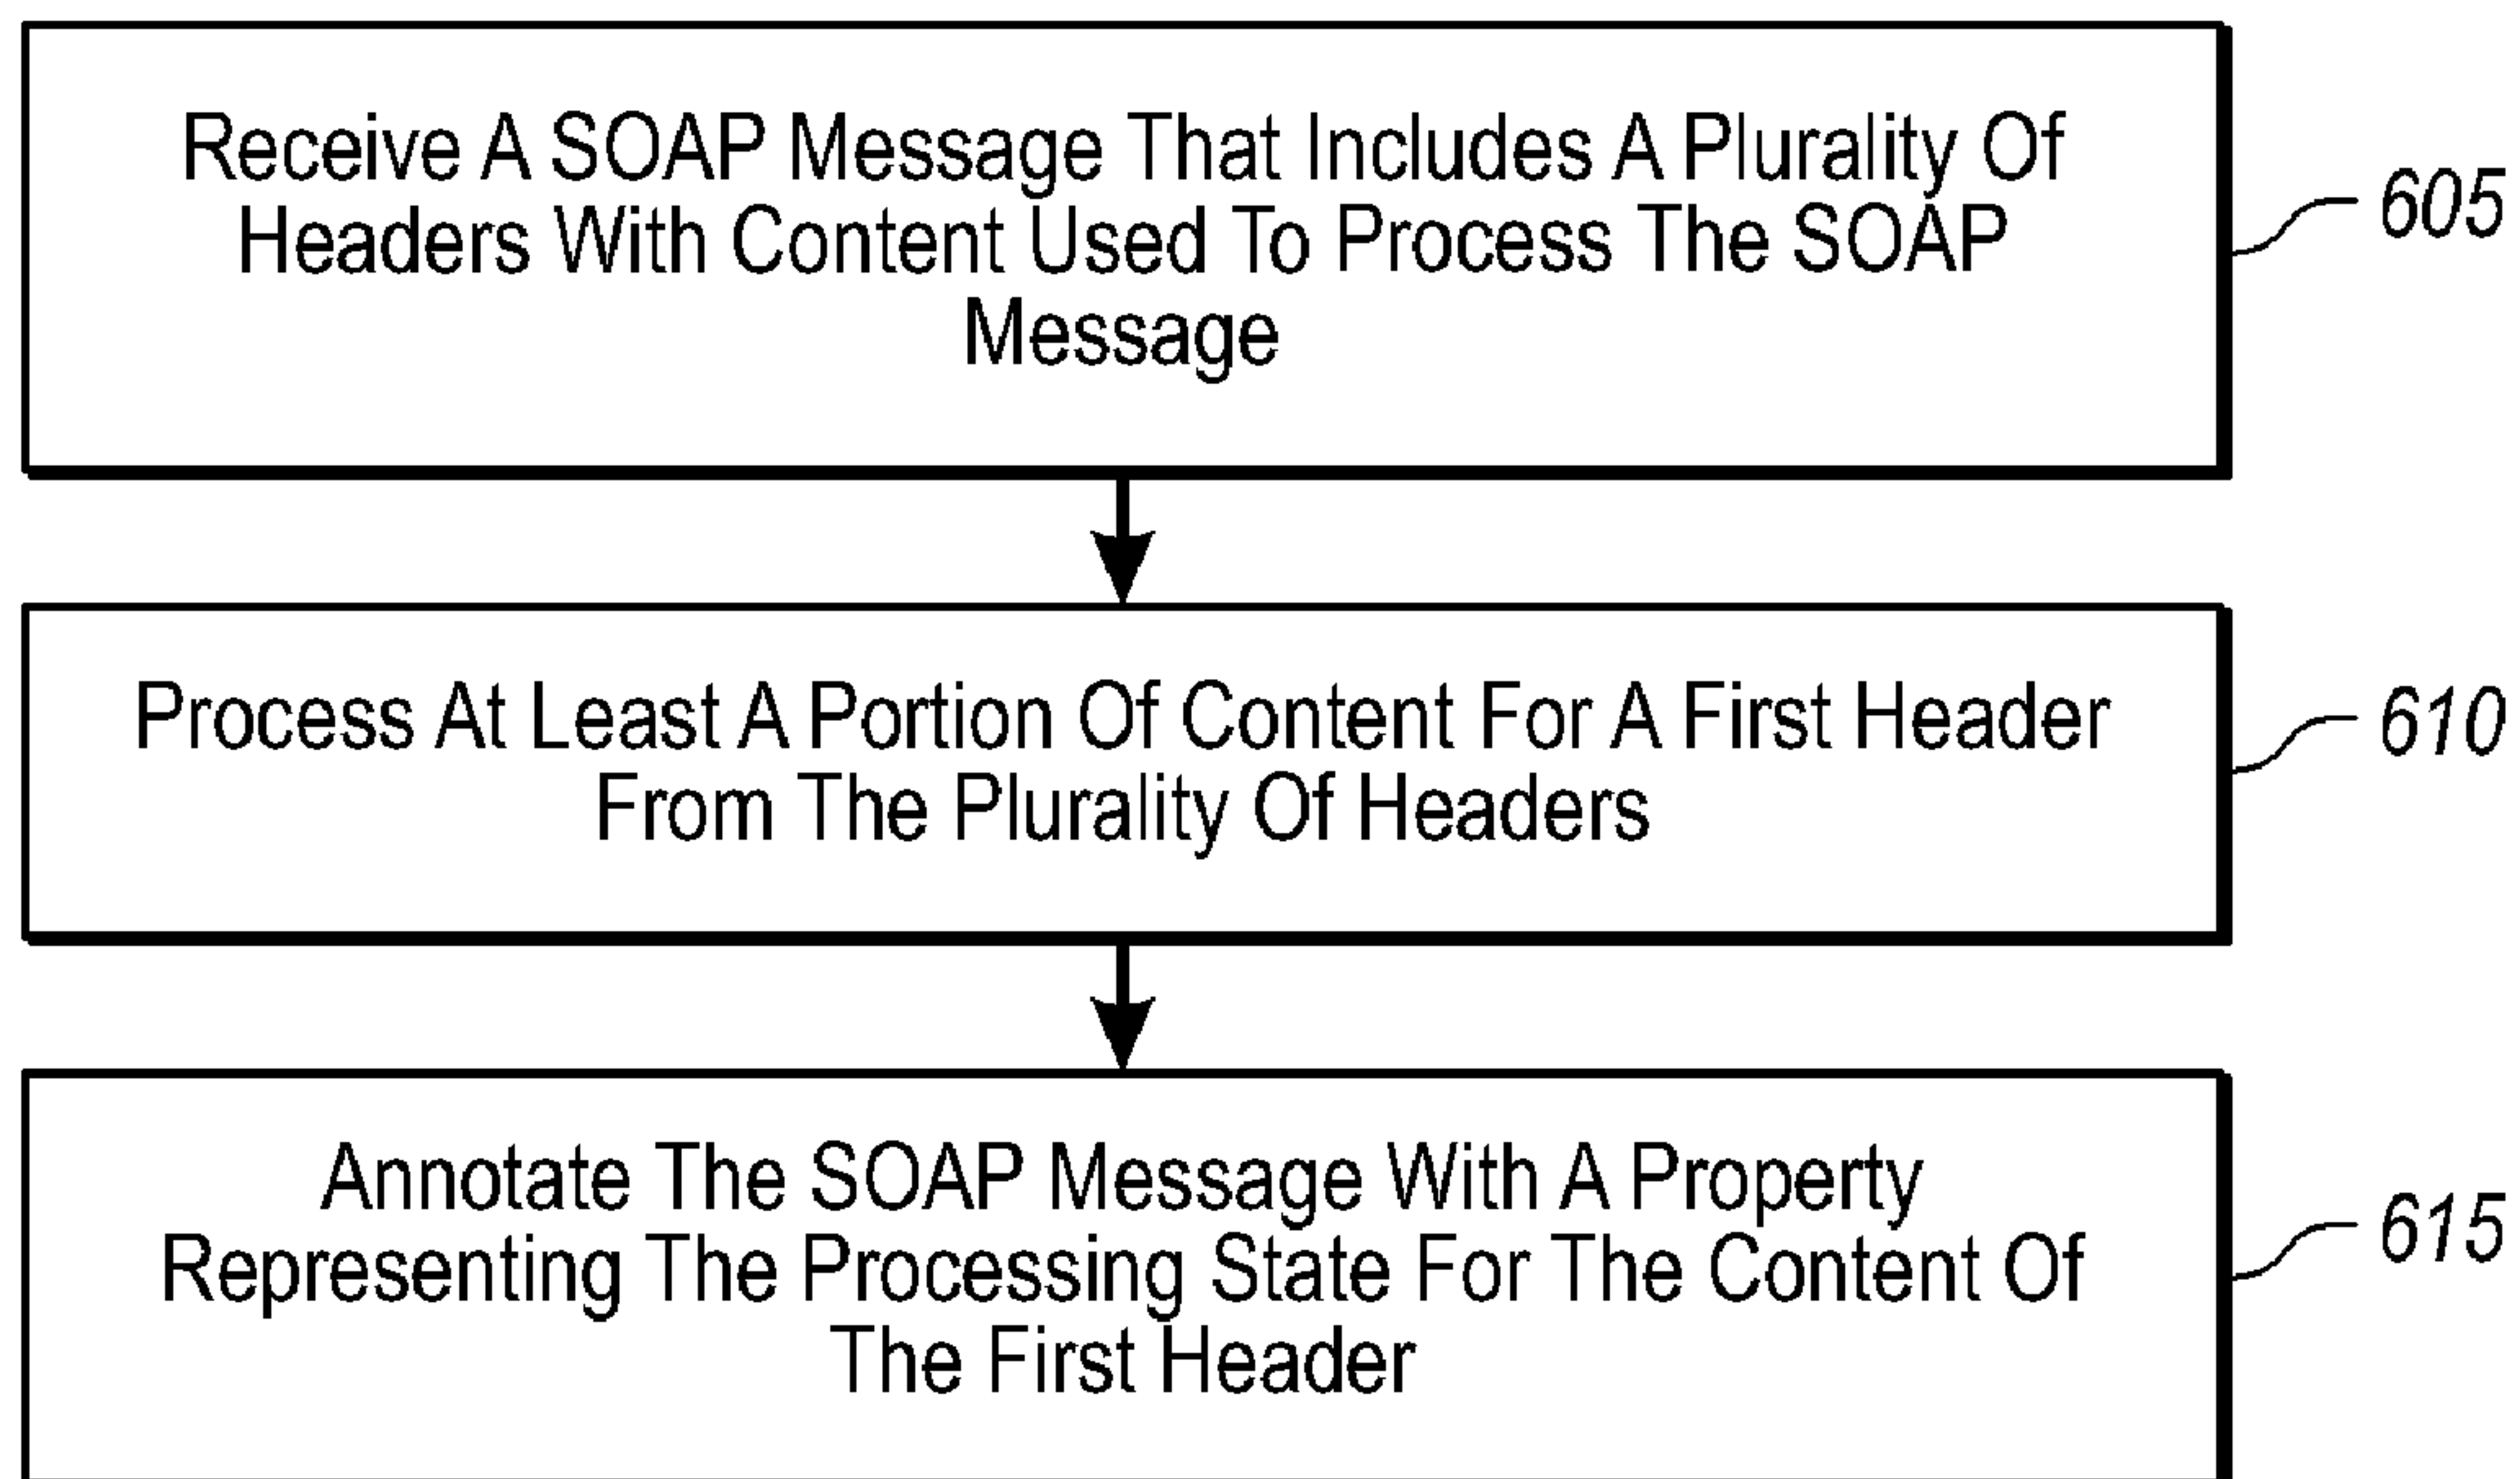 Receive A SOAP Message That Includes A Plurality Of
Headers With Content Used To Process The SOAP
Message
605
Process At Least A Portion Of Content For A First Header
From The Plurality Of Headers
610
Annotate The SOAP Message With A Property
Representing The Processing State For The Content Of
The First Header
615